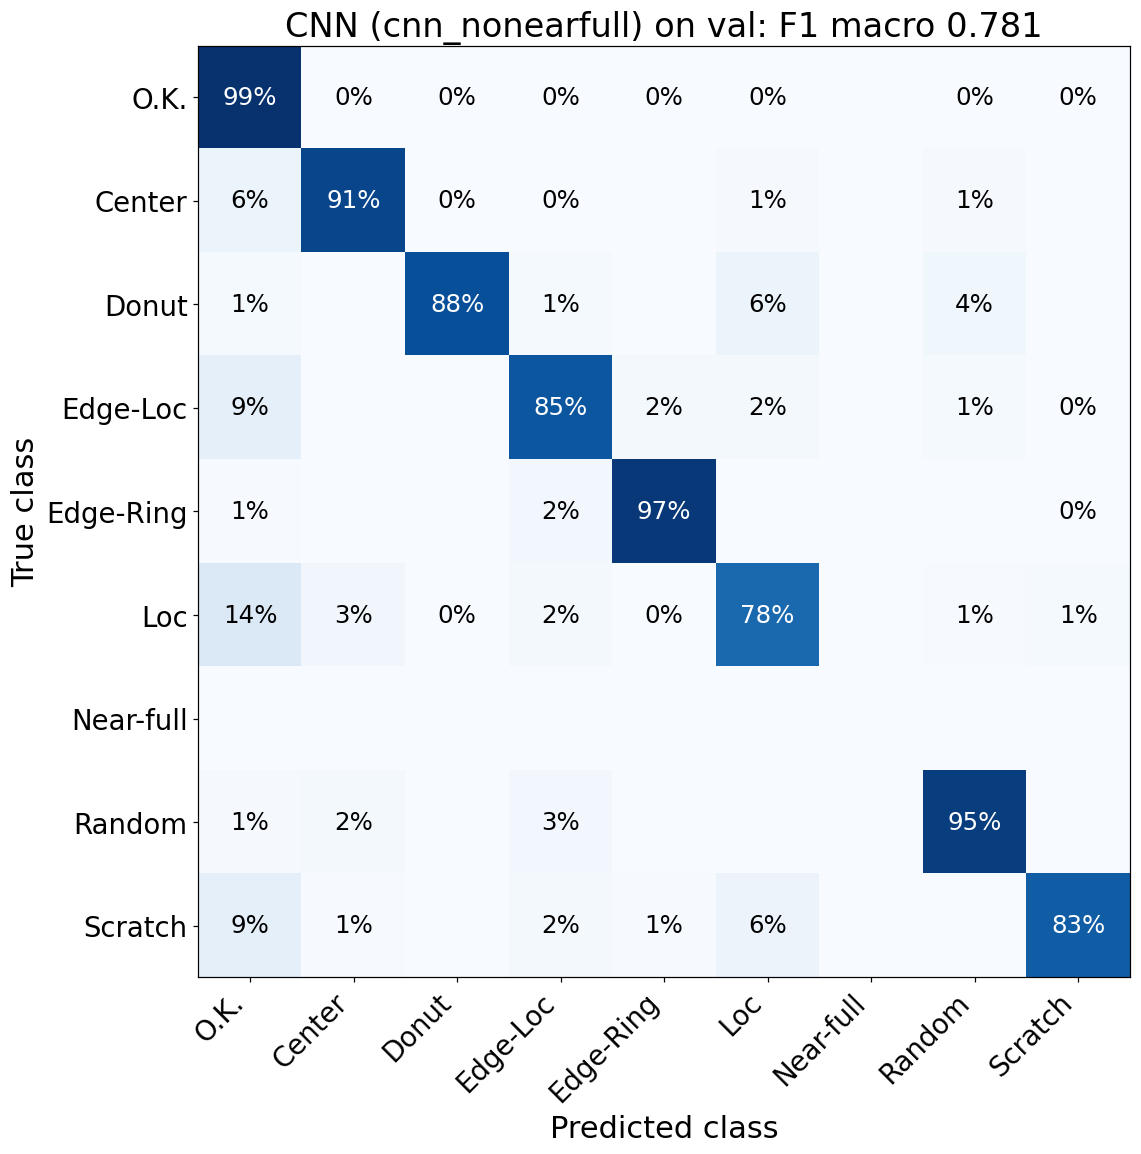 CNN (cnn_nonearfull) on val: F1 macro 0.781
True class
O.K. 99% 0% 0% 0% 0% 0% 0% 0%
Center 6% 91% 0% 0% 1% 1%
Donut 1% 88% 1% 6% 4%
Edge-Loc 9% 85% 2% 2% 1% 0%
Edge-Ring 1% 2% 97% 0%
Loc 14% 3% 0% 2% 0% 78% 1% 1%
Near-full
Random 1% 2% 3% 95%
Scratch 9% 1% 2% 1% 6% 83%
O.K. Center Donut Edge-Loc Edge-Ring Loc Near-full Random Scratch
Predicted class